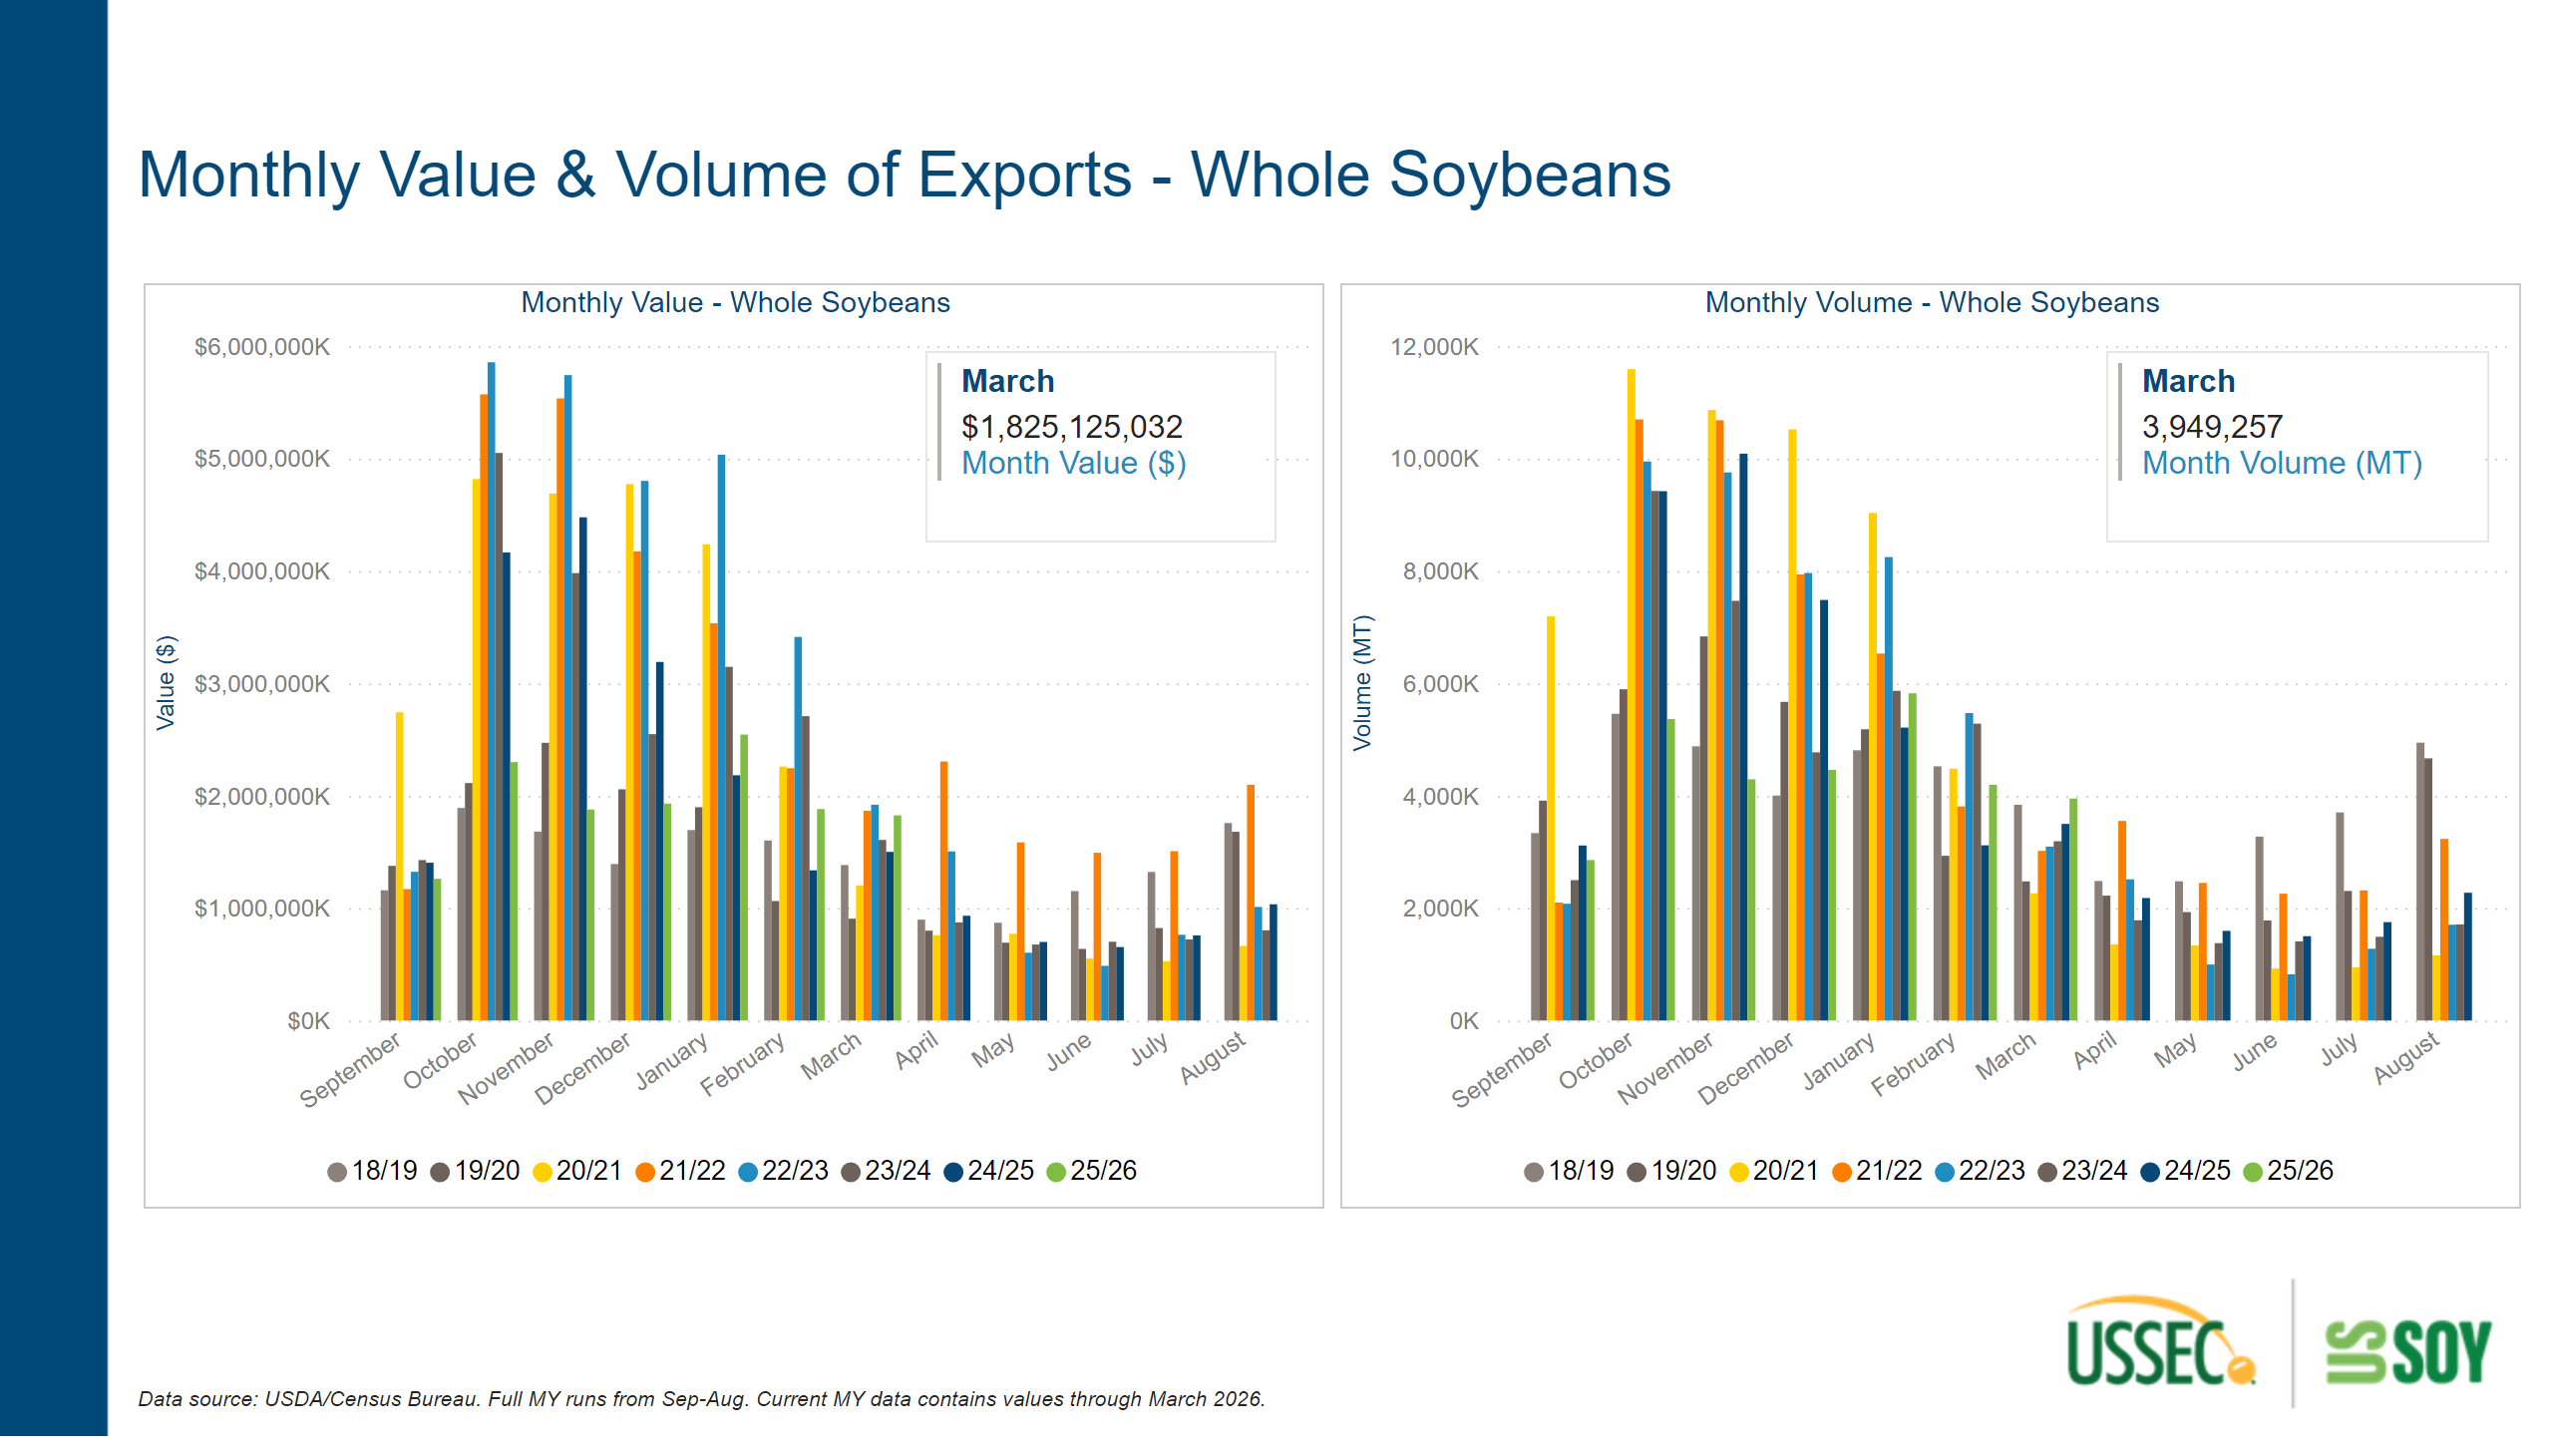 Monthly Value & Volume of Exports - Whole Soybeans
Monthly Value - Whole Soybeans
$6,000,000K
$5,000,000K
$4,000,000K
$3,000,000K
$2,000,000K
$1,000,000K
$0K
Value ($)
March
$1,825,125,032
Month Value ($)
September
October
November
December
January
February
March
April
May
June
July
August
18/19 19/20 20/21 21/22 22/23 23/24 24/25 25/26
Monthly Volume - Whole Soybeans
12,000K
10,000K
8,000K
6,000K
4,000K
2,000K
0K
Volume (MT)
March
3,949,257
Month Volume (MT)
September
October
November
December
January
February
March
April
May
June
July
August
18/19 19/20 20/21 21/22 22/23 23/24 24/25 25/26
USSEC
US SOY
Data source: USDA/Census Bureau. Full MY runs from Sep-Aug. Current MY data contains values through March 2026.